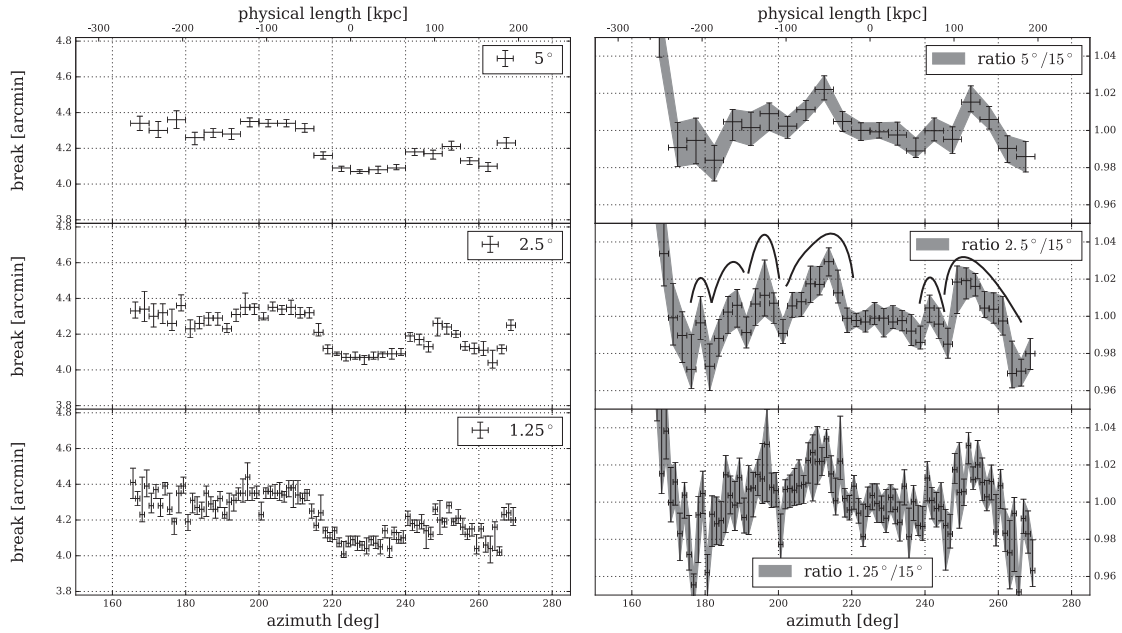 physical length [kpc]
-300 -200 -100 0 100 200
physical length [kpc]
-300 -200 -100 0 100 200
break [arcmin]
4.8
4.6
4.4
4.2
4.0
3.8
5°
ratio 5°/15°
1.04
1.02
1.00
0.98
0.96
break [arcmin]
4.8
4.6
4.4
4.2
4.0
3.8
2.5°
ratio 2.5°/15°
1.04
1.02
1.00
0.98
0.96
break [arcmin]
4.8
4.6
4.4
4.2
4.0
3.8
1.25°
ratio 1.25°/15°
1.04
1.02
1.00
0.98
0.96
160 180 200 220 240 260 280
azimuth [deg]
160 180 200 220 240 260 280
azimuth [deg]